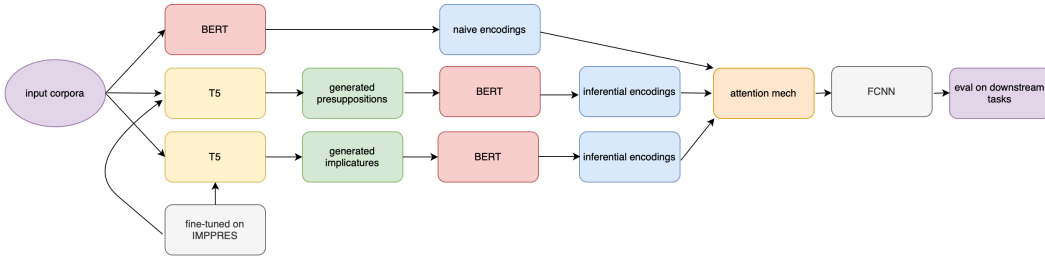 BERT
naive encodings
input corpora
T5
generated
presuppositions
BERT
inferential encodings
attention mech
FCNN
eval on downstream
tasks
T5
generated
implicatures
BERT
inferential encodings
fine-tuned on
IMPPRES